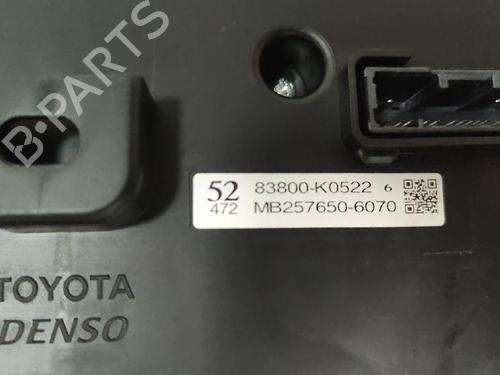 B-PARTS
52 83800-K0522 6
472 MB257650-6070
TOYOTA
DENSO